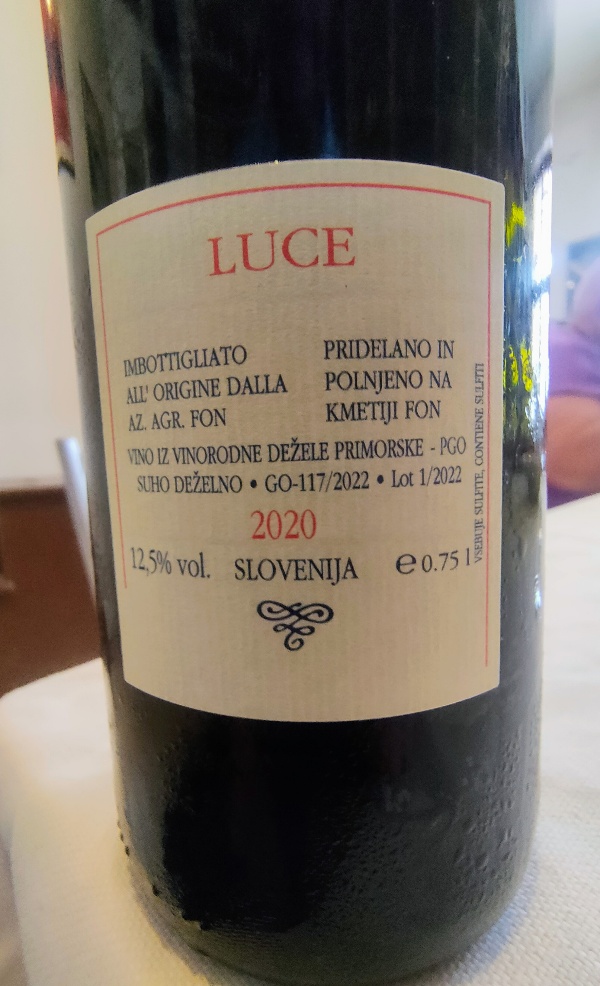 LUCE
IMBOTTIGLIATO
ALL' ORIGINE DALLA
AZ. AGR. FON
PRIDELANO IN
POLNJENO NA
KMETIJI FON
VINO IZ VINORODNE DEŽELE PRIMORSKE - PGO
SUHO DEŽELNO • GO-117/2022 • Lot 1/2022
2020
12,5% vol. SLOVENIJA e 0.75 l
VSEBUJE SULFITE, CONTIENE SULFITI